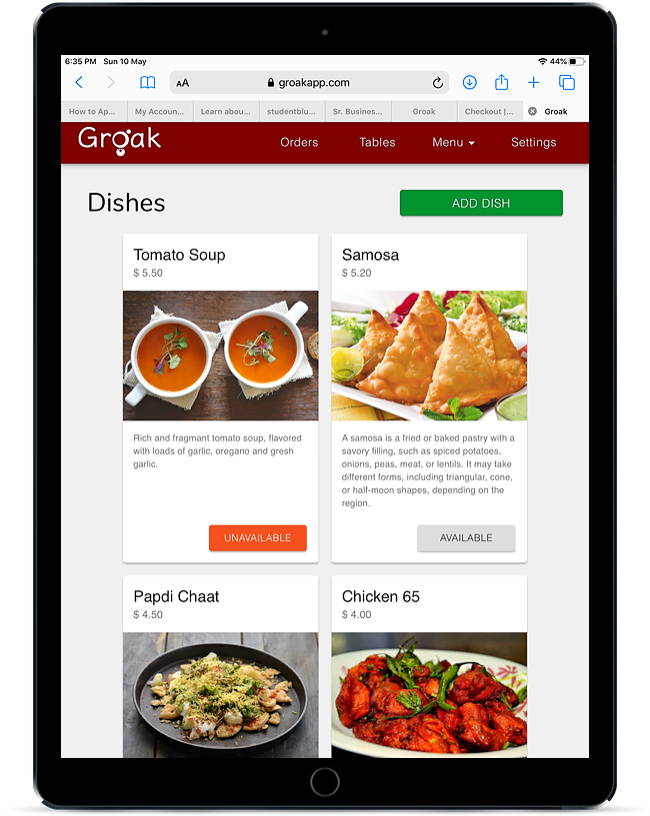 6:35 PM Sun 10 May 44%
AA groakapp.com
How to Ap... My Accoun... Learn abou... studentblu... Sr. Busines... Groak Checkout |... Groak
Groak Orders Tables Menu Settings
Dishes ADD DISH
Tomato Soup
$ 5.50
Rich and fragmant tomato soup, flavored
with loads of garlic, oregano and gresh
garlic.
UNAVAILABLE
Samosa
$ 5.20
A samosa is a fried or baked pastry with a
savory filling, such as spiced potatoes,
onions, peas, meat, or lentils. It may take
different forms, including triangular, cone,
or half-moon shapes, depending on the
region.
AVAILABLE
Papdi Chaat
$ 4.50
Chicken 65
$ 4.00